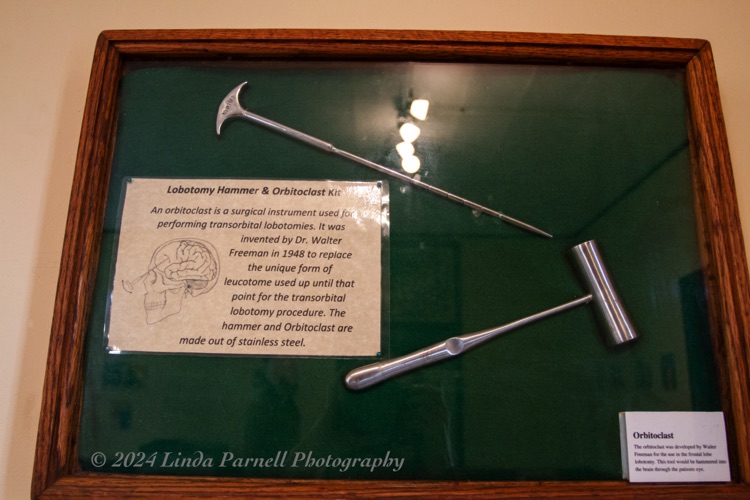 Lobotomy Hammer & Orbitoclast Kit
An orbitoclast is a surgical instrument used for
performing transorbital lobotomies. It was
invented by Dr. Walter
Freeman in 1948 to replace
the unique form of
leucotome used up until that
point for the transorbital
lobotomy procedure. The
hammer and Orbitoclast are
made out of stainless steel.
Orbitoclast
The orbitoclast was developed by Walter
Freeman for the use in the frontal lobe
lobotomy. This tool would be hammered into
the brain through the patients eye.
© 2024 Linda Parnell Photography